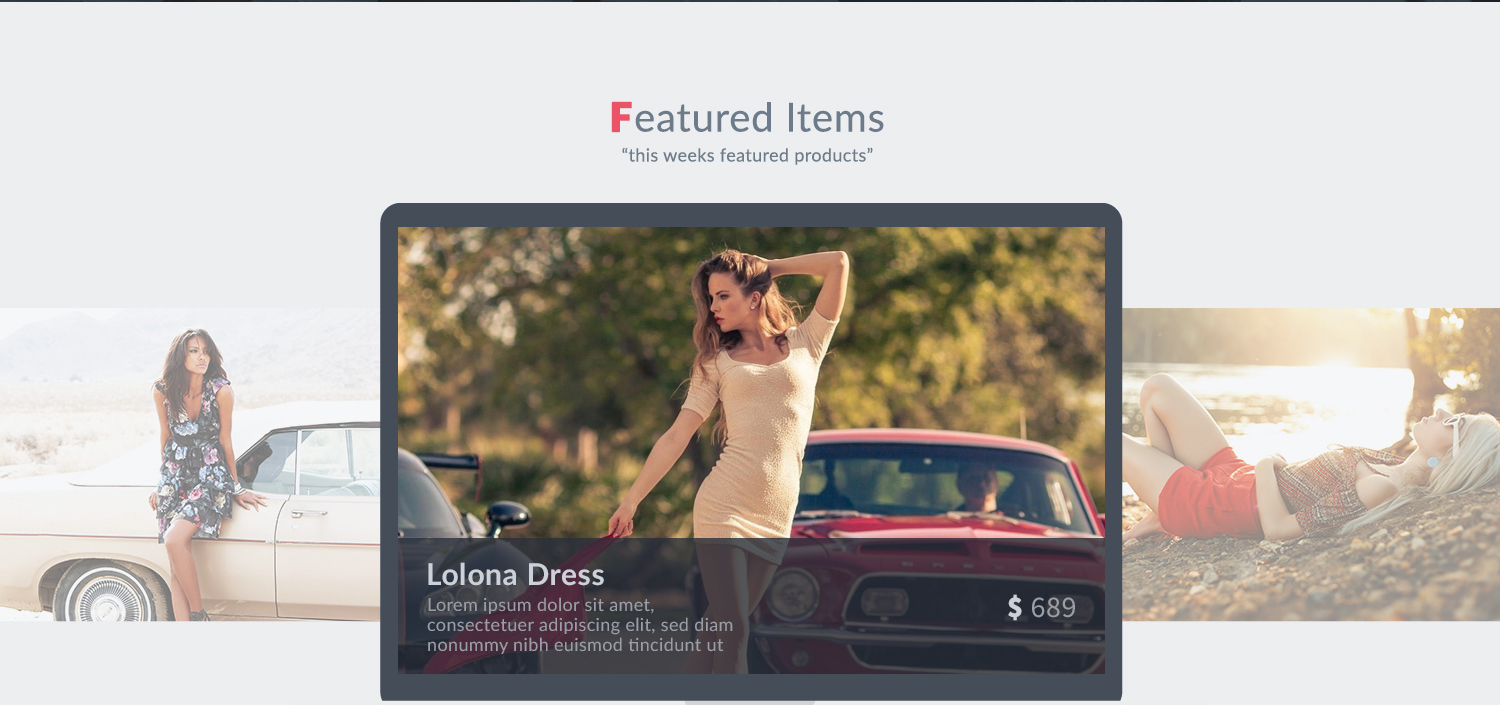 Featured Items
“this weeks featured products”
Lolona Dress
Lorem ipsum dolor sit amet,
consectetuer adipiscing elit, sed diam
nonummy nibh euismod tincidunt ut
$ 689